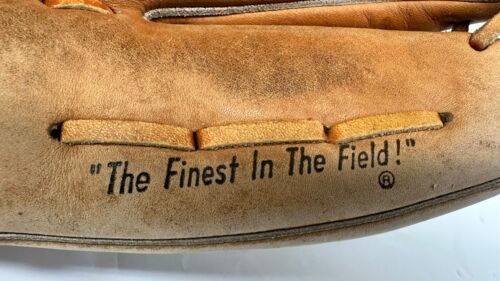 "The Finest In The Field!"
®